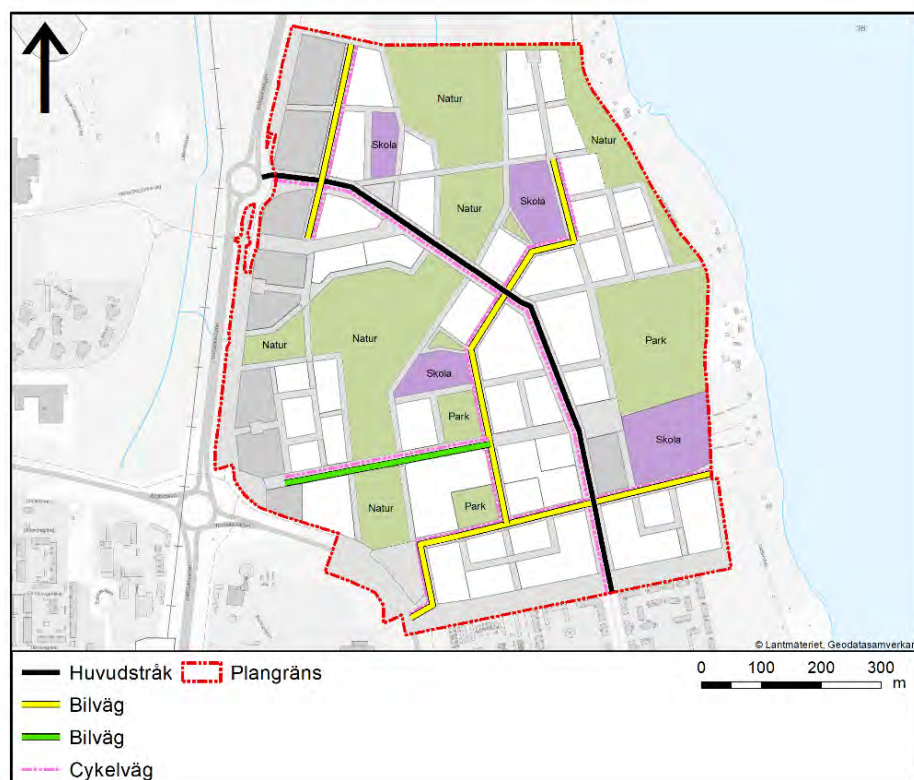 Natur
Natur
Skola
Natur
Skola
Natur
Natur
Park
Skola
Park
Skola
Natur
Park
© Lantmäteriet, Geodatasamverkan
Huvudstråk
Plangräns
Bilväg
Bilväg
Cykelväg
0 100 200 300
m